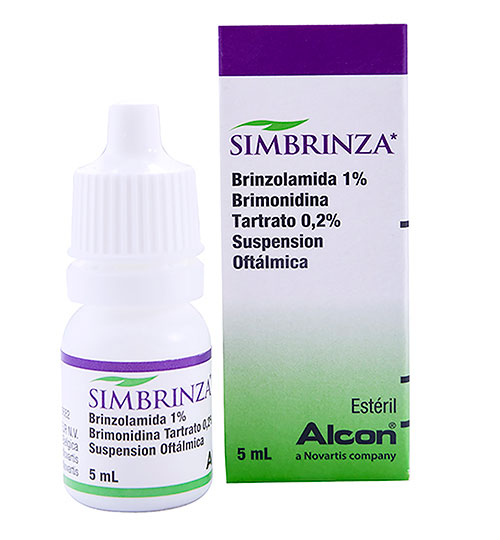 SIMBRINZA*
Brinzolamida 1%
Brimonidina
Tartrato 0,2%
Suspension
Oftálmica
Estéril
5 mL
Alcon®
a Novartis company
SIMBRINZA*
Brinzolamida 1%
Brimonidina Tartrato 0,2%
Suspension Oftálmica
5 mL